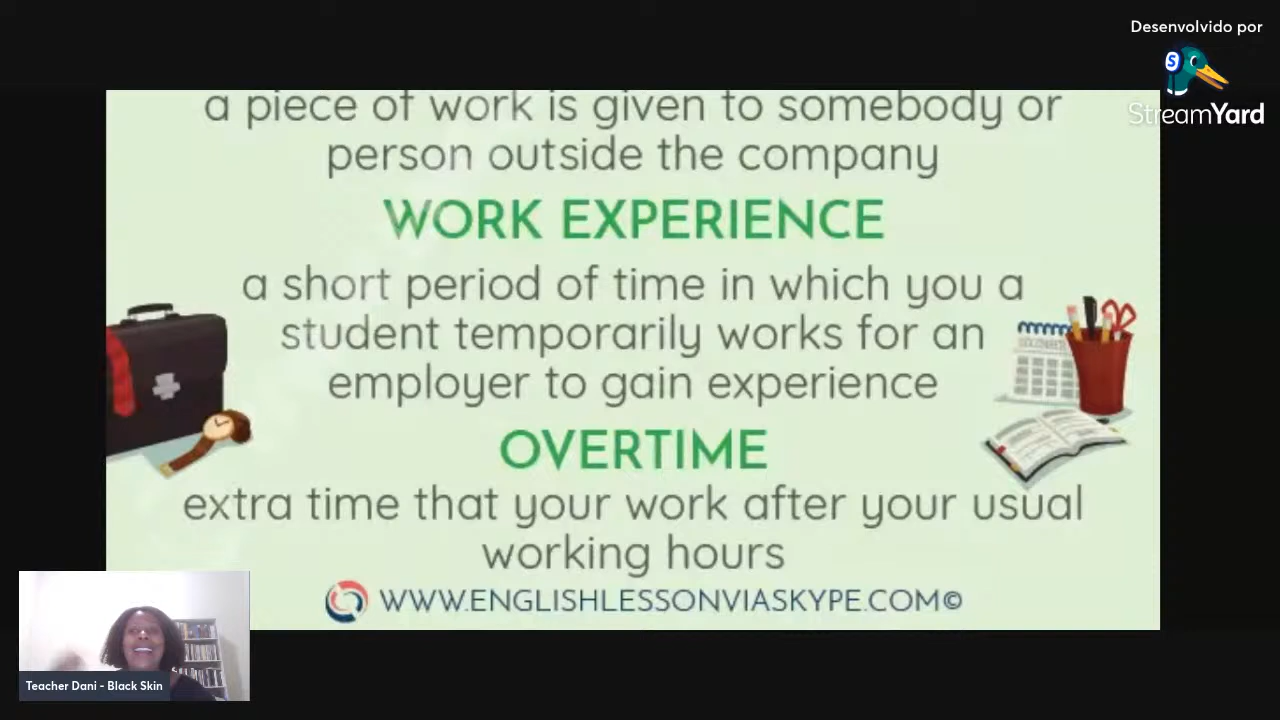 Desenvolvido por
StreamYard
a piece of work is given to somebody or
person outside the company
WORK EXPERIENCE
a short period of time in which you a
student temporarily works for an
employer to gain experience
OVERTIME
extra time that your work after your usual
working hours
WWW.ENGLISHLESSONVIASKYPE.COM©
Teacher Dani - Black Skin